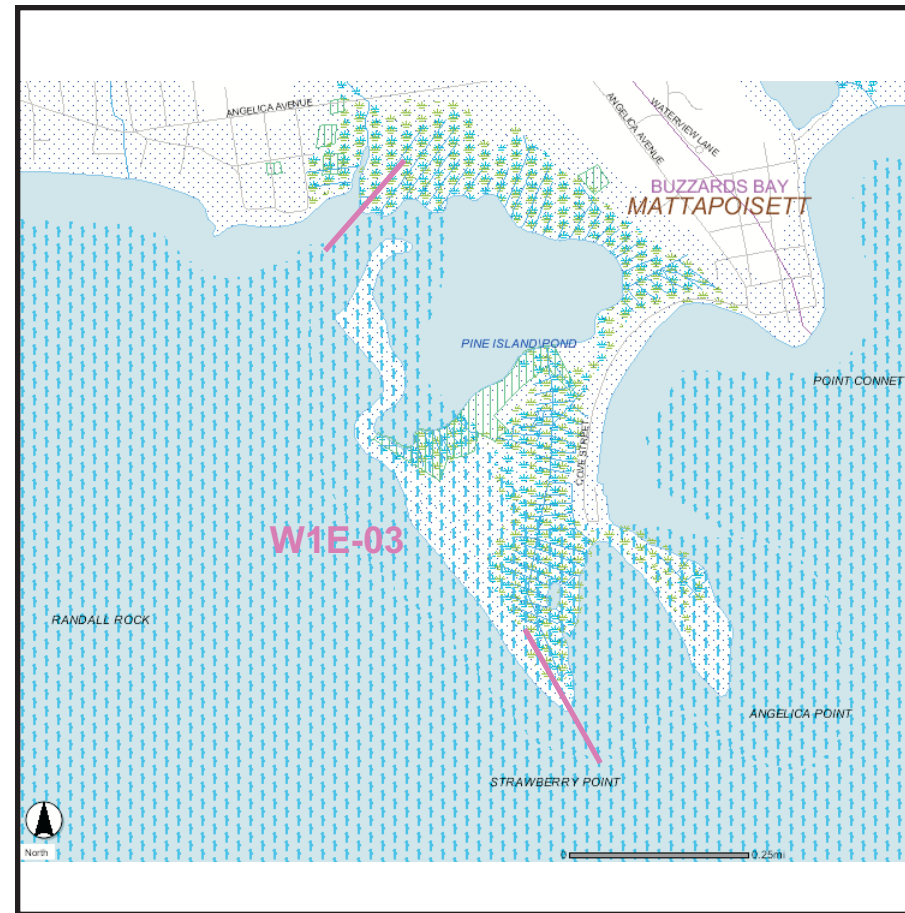 ANGELICA AVENUE
ANGELICA AVENUE
WATERVIEW LANE
BUZZARDS BAY
MATTAPOISETT
PINE ISLAND POND
POINT CONNET
COVE STREET
W1E-03
RANDALL ROCK
ANGELICA POINT
STRAWBERRY POINT
North
0 0.25mi